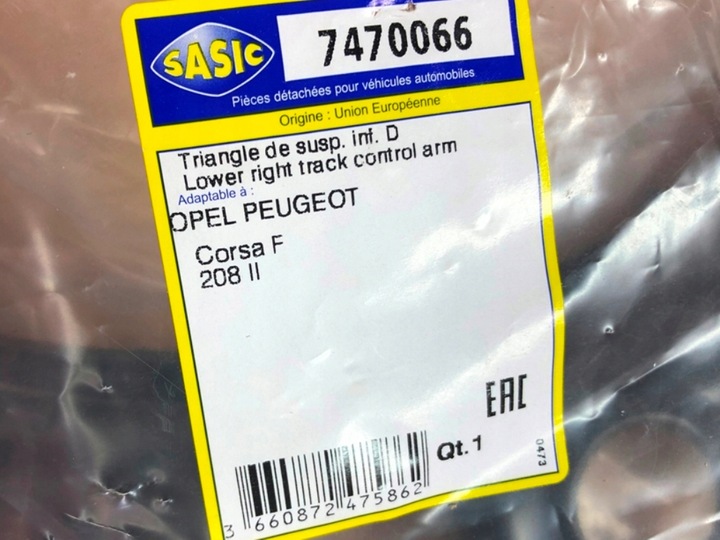 SASIC
7470066
Pièces détachées pour véhicules automobiles
Origine : Union Européenne
Triangle de susp. inf. D
Lower right track control arm
Adaptable à :
OPEL PEUGEOT
Corsa F
208 II
EAC
Qt. 1
0473
3 660872 475862